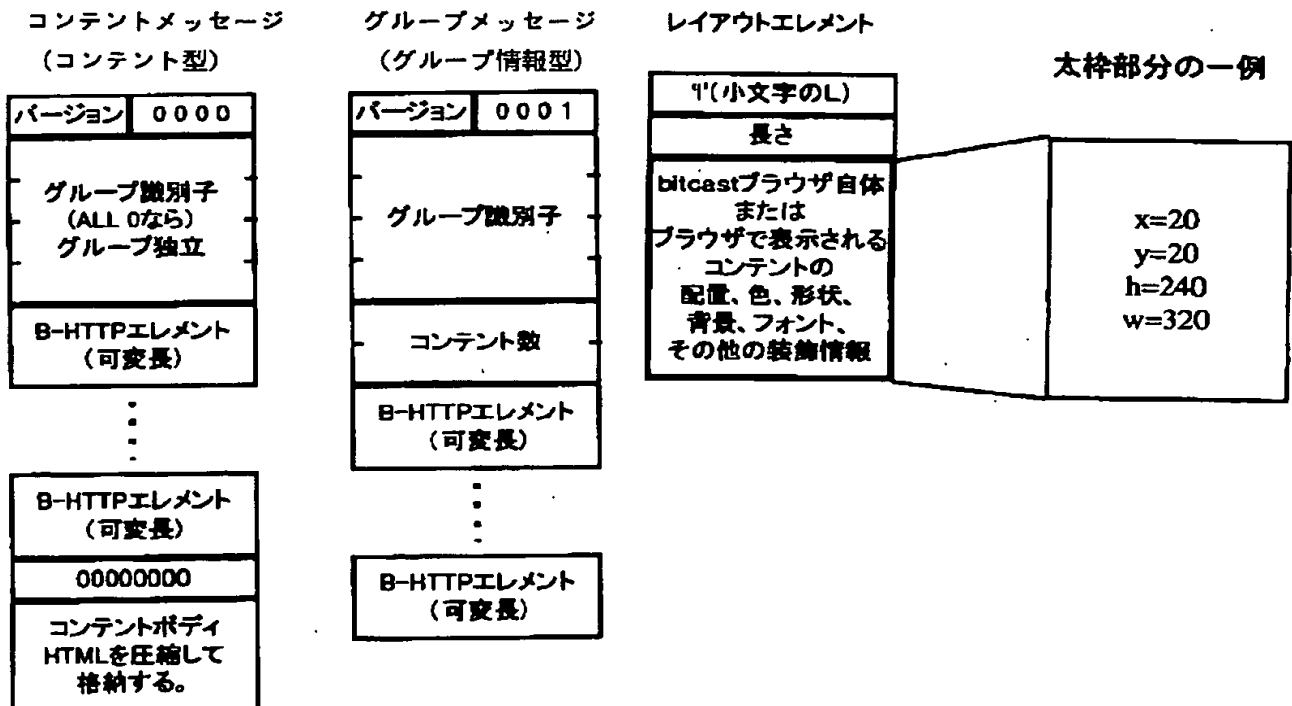 コンテントメッセージ
(コンテント型)
バージョン 0000
グループ識別子
(ALL 0なら)
グループ独立
B-HTTPエレメント
(可変長)
B-HTTPエレメント
(可変長)
00000000
コンテントボディ
HTMLを圧縮して
格納する。
グループメッセージ
(グループ情報型)
バージョン 0001
グループ識別子
コンテント数
B-HTTPエレメント
(可変長)
B-HTTPエレメント
(可変長)
レイアウトエレメント
'l'(小文字のL)
長さ
bitcastブラウザ自体
または
ブラウザで表示される
コンテントの
配置、色、形状、
背景、フォント、
その他の装飾情報
太枠部分の一例
x=20
y=20
h=240
w=320